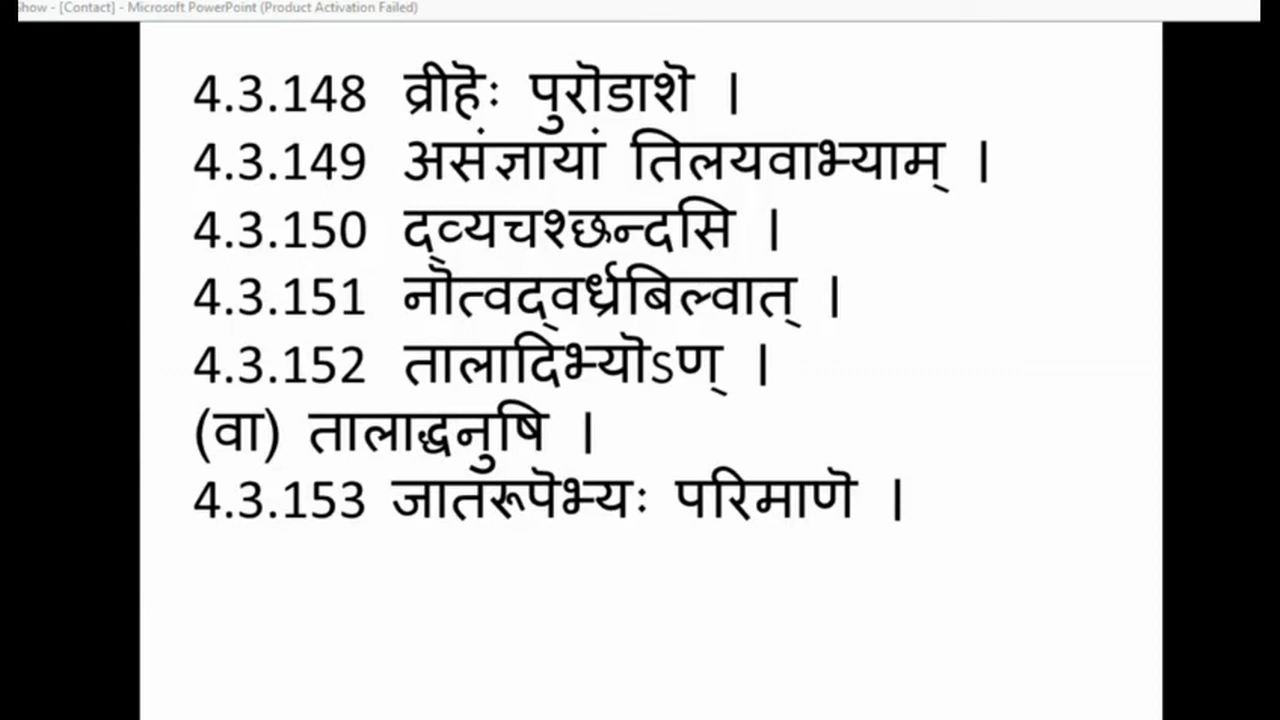 how - [Contact] - Microsoft PowerPoint (Product Activation Failed)
4.3.148 व्रीहॆः पुरॊडाशॆ ।
4.3.149 असंज्ञायां तिलयवाभ्याम् ।
4.3.150 द्व्यचश्छन्दसि ।
4.3.151 नॊत्वद्वर्ध्रबिल्वात् ।
4.3.152 तालादिभ्यॊऽण् ।
(वा) तालाद्धनुषि ।
4.3.153 जातरूपॆभ्यः परिमाणॆ ।